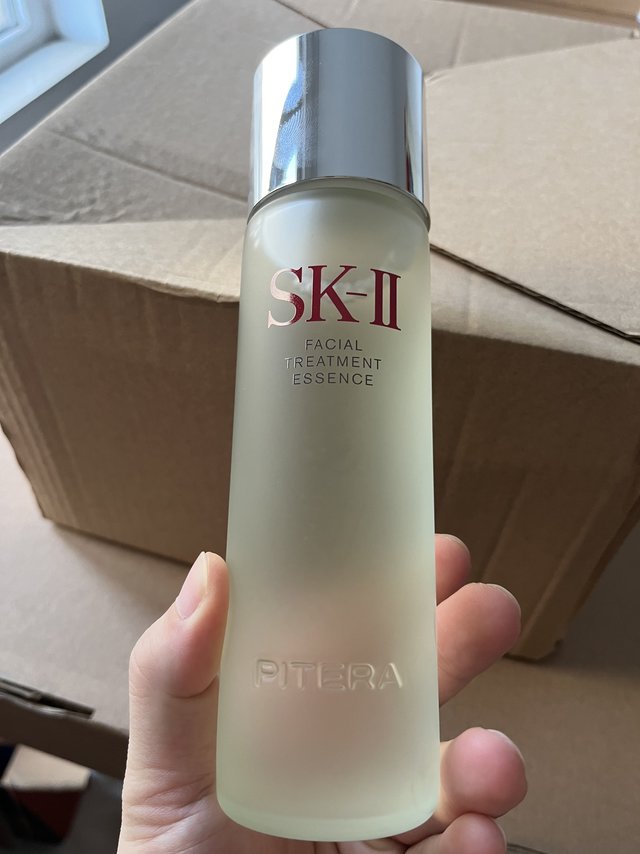 SK-II
FACIAL
TREATMENT
ESSENCE
PITERA